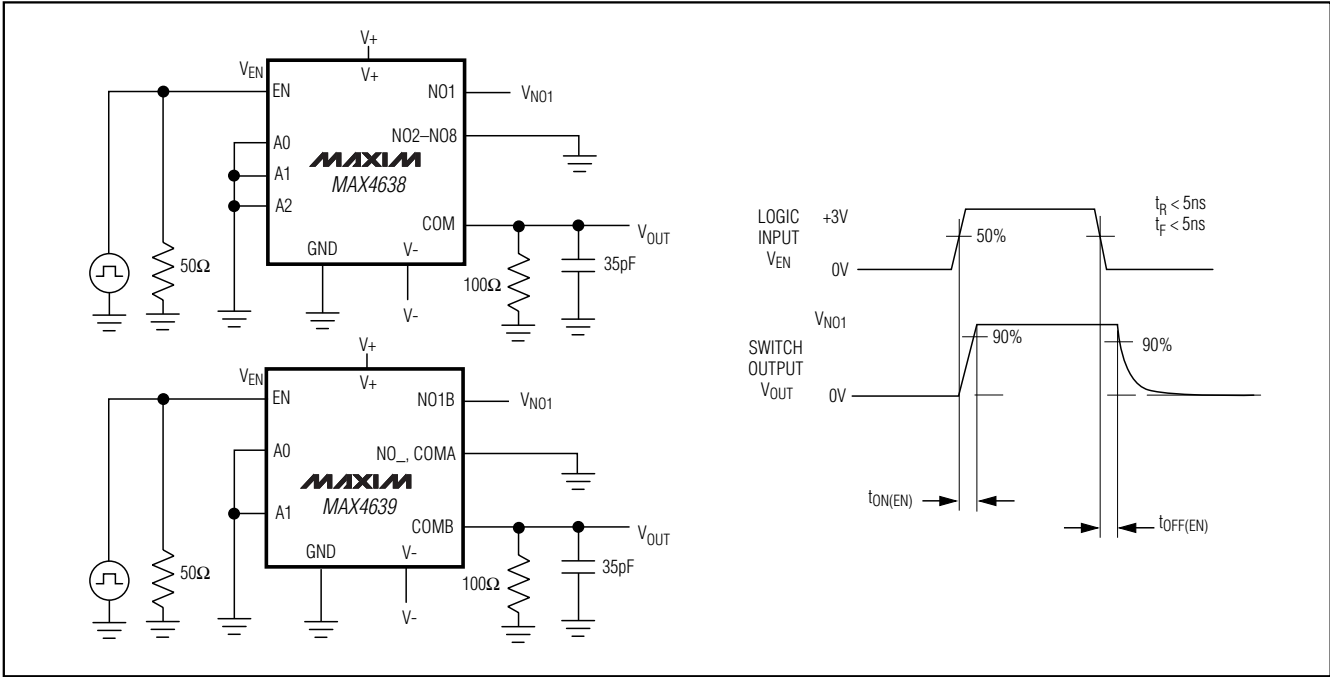 V+
V+
VEN
EN
NO1
VNO1
NO2–NO8
A0
A1
A2
MAXIM
MAX4638
COM
VOUT
GND
V-
50Ω
100Ω
35pF
V-
V+
V+
VEN
EN
NO1B
VNO1
A0
NO_, COMA
MAXIM
MAX4639
A1
COMB
VOUT
GND
V-
50Ω
100Ω
35pF
V-
LOGIC
INPUT
VEN
+3V
0V
50%
tR < 5ns
tF < 5ns
VNO1
SWITCH
OUTPUT
VOUT
0V
90%
90%
tON(EN)
tOFF(EN)